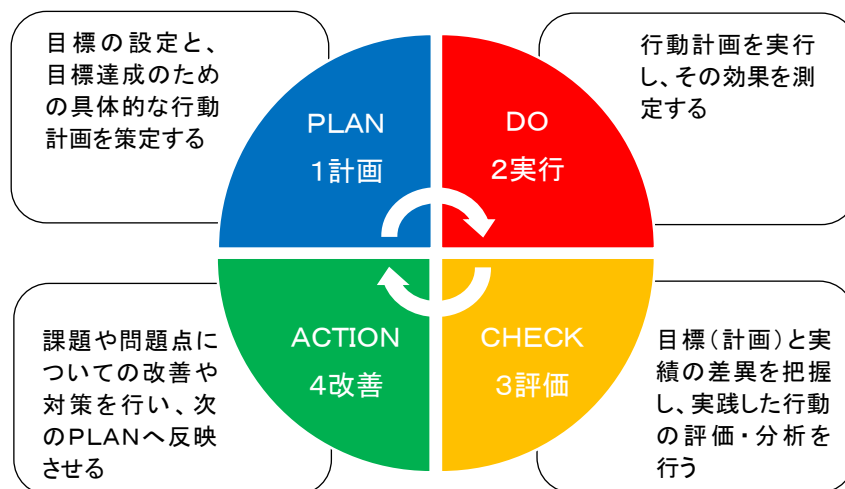 目標の設定と、
目標達成のため
の具体的な行動
計画を策定する
PLAN
1計画
DO
2実行
行動計画を実行
し、その効果を測
定する
課題や問題点に
ついての改善や
対策を行い、次
のPLANへ反映
させる
ACTION
4改善
CHECK
3評価
目標(計画)と実
績の差異を把握
し、実践した行動
の評価・分析を
行う